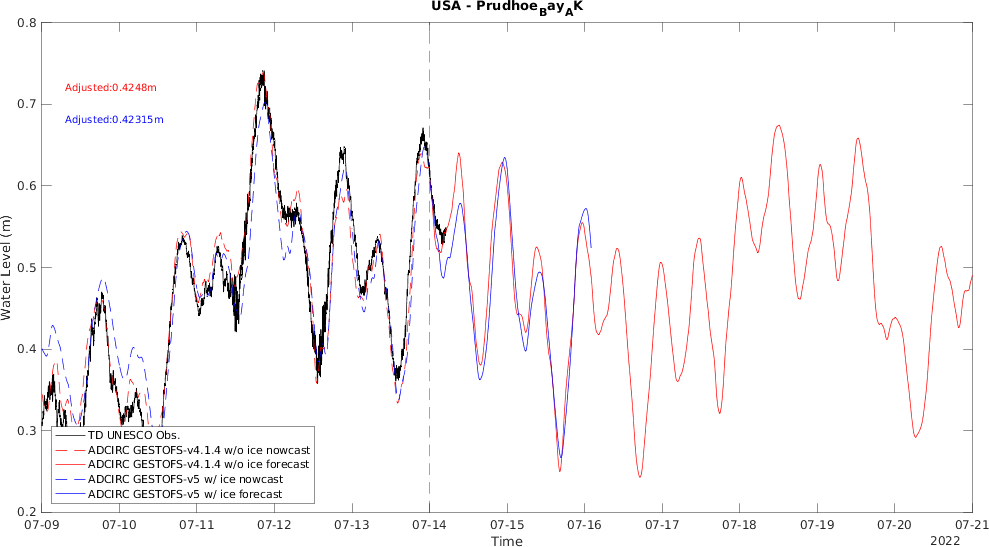 USA - Prudhoe_Bay_AK
0.8
0.7
0.6
0.5
0.4
0.3
0.2
Water Level (m)
Adjusted:0.4248m
Adjusted:0.42315m
TD UNESCO Obs.
ADCIRC GESTOFS-v4.1.4 w/o ice nowcast
ADCIRC GESTOFS-v4.1.4 w/o ice forecast
ADCIRC GESTOFS-v5 w/ ice nowcast
ADCIRC GESTOFS-v5 w/ ice forecast
07-09 07-10 07-11 07-12 07-13 07-14 07-15 07-16 07-17 07-18 07-19 07-20 07-21
Time
2022